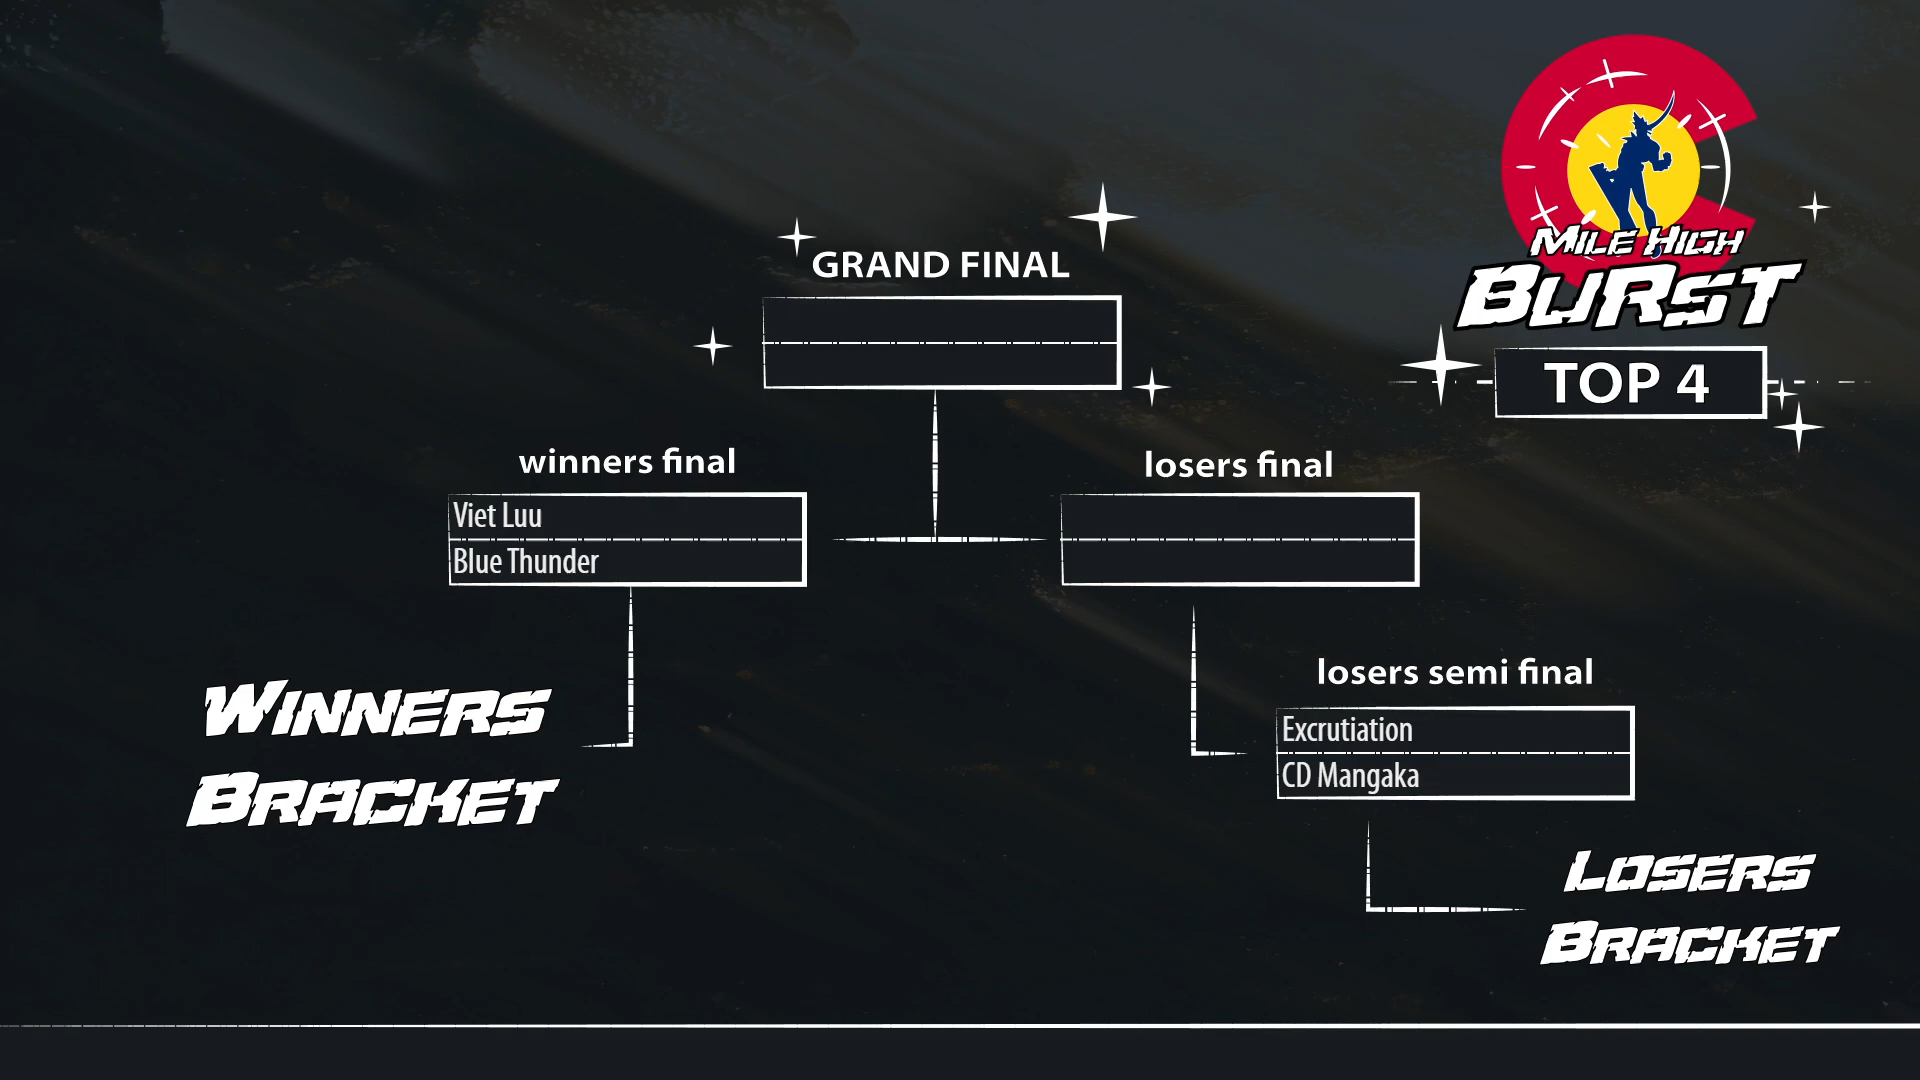 MILE HIGH
BURST
TOP 4
GRAND FINAL
winners final
Viet Luu
Blue Thunder
losers final
losers semi final
Excrutiation
CD Mangaka
WINNERS
BRACKET
LOSERS
BRACKET